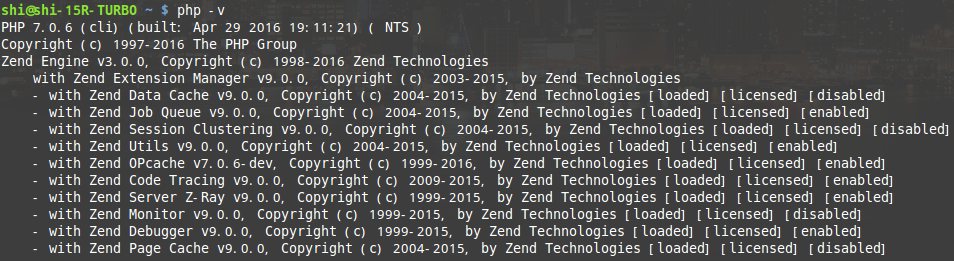 shi@shi-15R-TURBO ~ $ php -v
PHP 7.0.6 (cli) (built: Apr 29 2016 19:11:21) ( NTS )
Copyright (c) 1997-2016 The PHP Group
Zend Engine v3.0.0, Copyright (c) 1998-2016 Zend Technologies
    with Zend Extension Manager v9.0.0, Copyright (c) 2003-2015, by Zend Technologies
    - with Zend Data Cache v9.0.0, Copyright (c) 2004-2015, by Zend Technologies [loaded] [licensed] [disabled]
    - with Zend Job Queue v9.0.0, Copyright (c) 2004-2015, by Zend Technologies [loaded] [licensed] [enabled]
    - with Zend Session Clustering v9.0.0, Copyright (c) 2004-2015, by Zend Technologies [loaded] [licensed] [disabled]
    - with Zend Utils v9.0.0, Copyright (c) 2004-2015, by Zend Technologies [loaded] [licensed] [enabled]
    - with Zend OPcache v7.0.6-dev, Copyright (c) 1999-2016, by Zend Technologies [loaded] [licensed] [enabled]
    - with Zend Code Tracing v9.0.0, Copyright (c) 2009-2015, by Zend Technologies [loaded] [licensed] [enabled]
    - with Zend Server Z-Ray v9.0.0, Copyright (c) 1999-2015, by Zend Technologies [loaded] [licensed] [enabled]
    - with Zend Monitor v9.0.0, Copyright (c) 1999-2015, by Zend Technologies [loaded] [licensed] [disabled]
    - with Zend Debugger v9.0.0, Copyright (c) 1999-2015, by Zend Technologies [loaded] [licensed] [enabled]
    - with Zend Page Cache v9.0.0, Copyright (c) 2004-2015, by Zend Technologies [loaded] [licensed] [disabled]